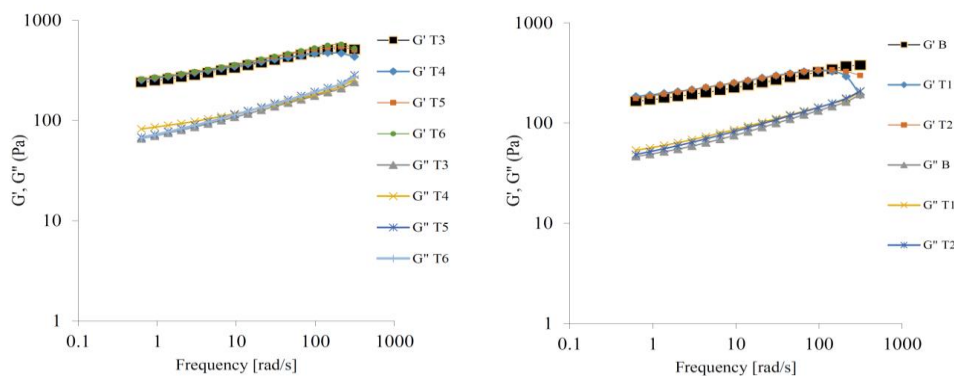 1000
100
10
1
0.1
1
10
100
1000
G', G" (Pa)
Frequency [rad/s]
G' T3
G' T4
G' T5
G' T6
G" T3
G" T4
G" T5
G" T6
1000
100
10
1
0.1
1
10
100
1000
G', G" (Pa)
Frequency [rad/s]
G' B
G' T1
G' T2
G" B
G" T1
G" T2